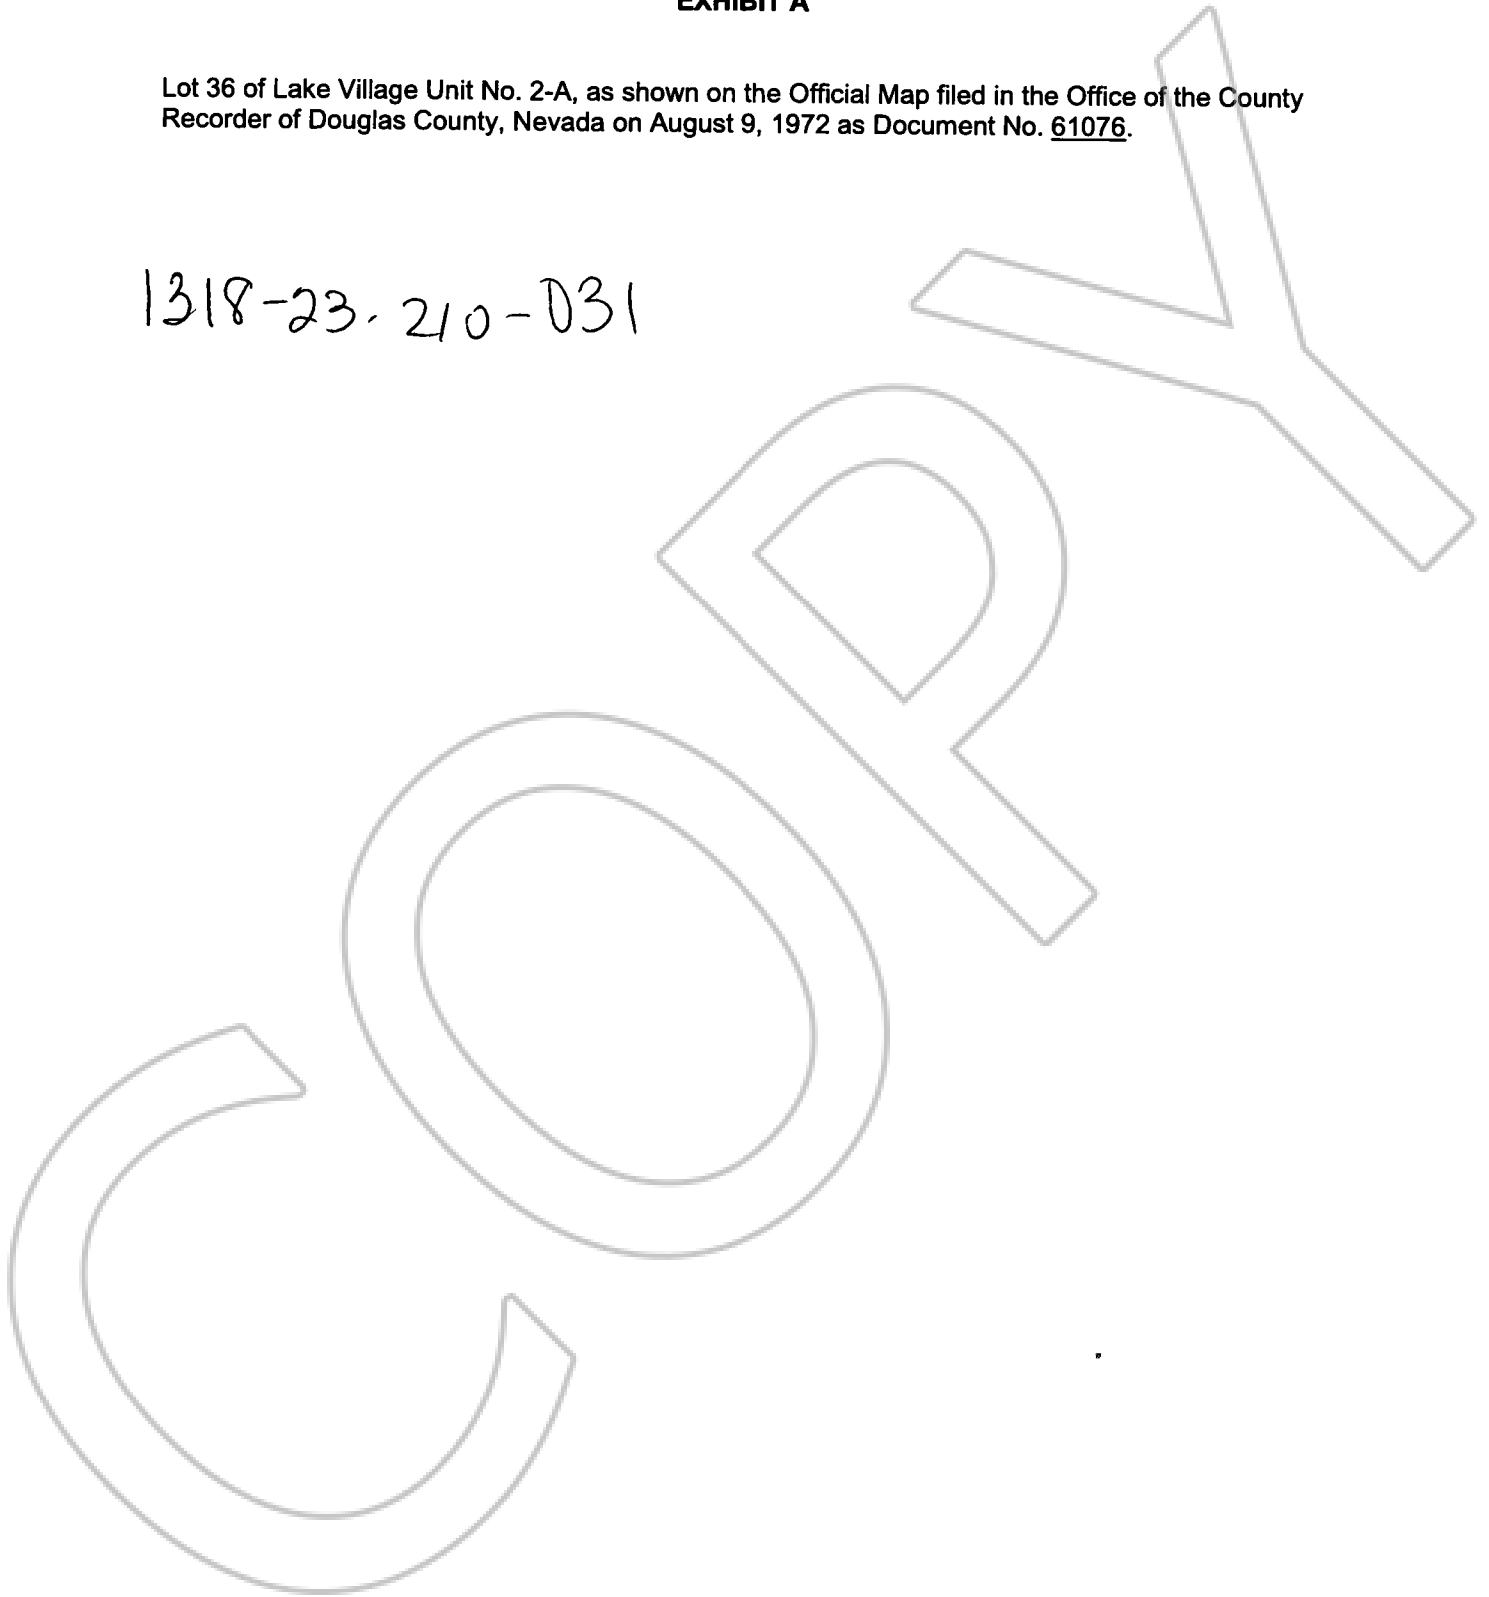 EXHIBIT A
Lot 36 of Lake Village Unit No. 2-A, as shown on the Official Map filed in the Office of the County
Recorder of Douglas County, Nevada on August 9, 1972 as Document No. 61076.
1318-23. 210-031
COPY